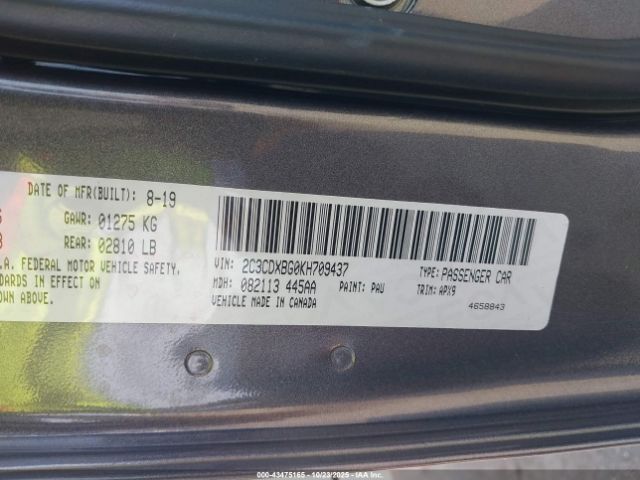 DATE OF MFR(BUILT): 8-19
GAWR: 01275 KG
REAR: 02810 LB
.A. FEDERAL MOTOR VEHICLE SAFETY.
DARDS IN EFFECT ON
OWN ABOVE.
VIN: 2C3CDXBG0KH709437
TYPE: PASSENGER CAR
MDH: 082113 445AA
PAINT: PAU
TRIM: APX9
VEHICLE MADE IN CANADA
4658843
000-43475165 - 10/23/2025 - IAA, Inc.